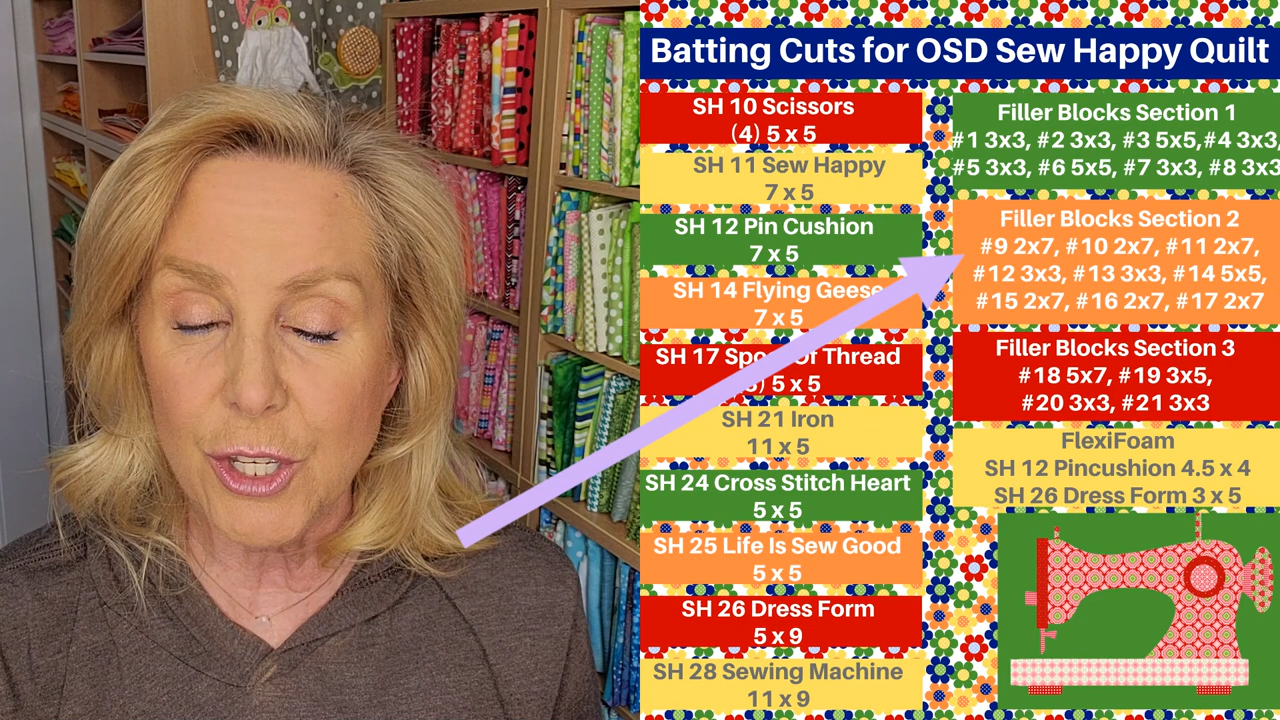 Batting Cuts for OSD Sew Happy Quilt
SH 10 Scissors
(4) 5 x 5
SH 11 Sew Happy
7 x 5
SH 12 Pin Cushion
7 x 5
SH 14 Flying Geese
7 x 5
SH 17 Of Thread
5 x 5
SH 21 Iron
11 x 5
SH 24 Cross Stitch Heart
5 x 5
SH 25 Life Is Sew Good
5 x 5
SH 26 Dress Form
5 x 9
SH 28 Sewing Machine
11 x 9
Filler Blocks Section 1
#1 3x3, #2 3x3, #3 5x5,#4 3x3,
#5 3x3, #6 5x5, #7 3x3, #8 3x3
Filler Blocks Section 2
#9 2x7, #10 2x7, #11 2x7,
#12 3x3, #13 3x3, #14 5x5,
#15 2x7, #16 2x7, #17 2x7
Filler Blocks Section 3
#18 5x7, #19 3x5,
#20 3x3, #21 3x3
FlexiFoam
SH 12 Pincushion 4.5 x 4
SH 26 Dress Form 3 x 5